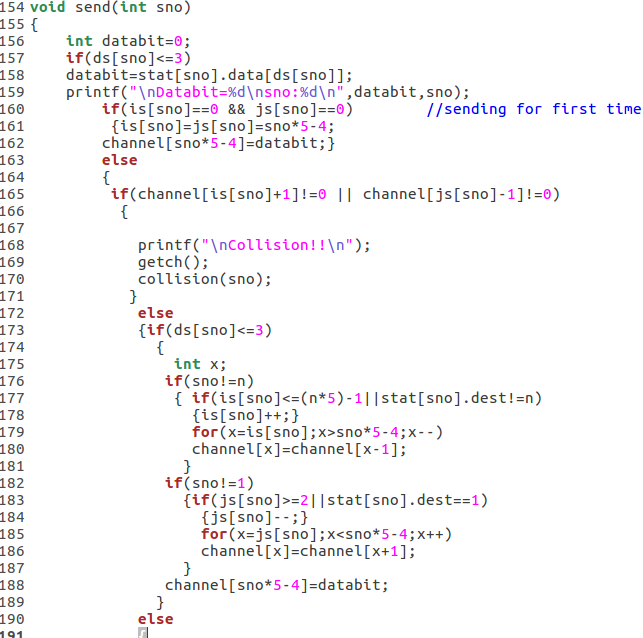 154 void send(int sno)
155 {
156     int databit=0;
157     if(ds[sno]<=3)
158     databit=stat[sno].data[ds[sno]];
159     printf("\nDatabit=%d\nsno:%d\n",databit,sno);
160         if(is[sno]==0 && js[sno]==0)        //sending for first time
161          {is[sno]=js[sno]=sno*5-4;
162         channel[sno*5-4]=databit;}
163         else
164         {
165          if(channel[is[sno]+1]!=0 || channel[js[sno]-1]!=0)
166           {
167
168             printf("\nCollision!!\n");
169             getch();
170             collision(sno);
171            }
172             else
173             {if(ds[sno]<=3)
174               {
175                 int x;
176                if(sno!=n)
177                 { if(is[sno]<=(n*5)-1||stat[sno].dest!=n)
178                   {is[sno]++;}
179                   for(x=is[sno];x>sno*5-4;x--)
180                   channel[x]=channel[x-1];
181                  }
182                if(sno!=1)
183                  {if(js[sno]>=2||stat[sno].dest==1)
184                    {js[sno]--;}
185                    for(x=js[sno];x<sno*5-4;x++)
186                    channel[x]=channel[x+1];
187                  }
188                channel[sno*5-4]=databit;
189               }
190             else
191             {